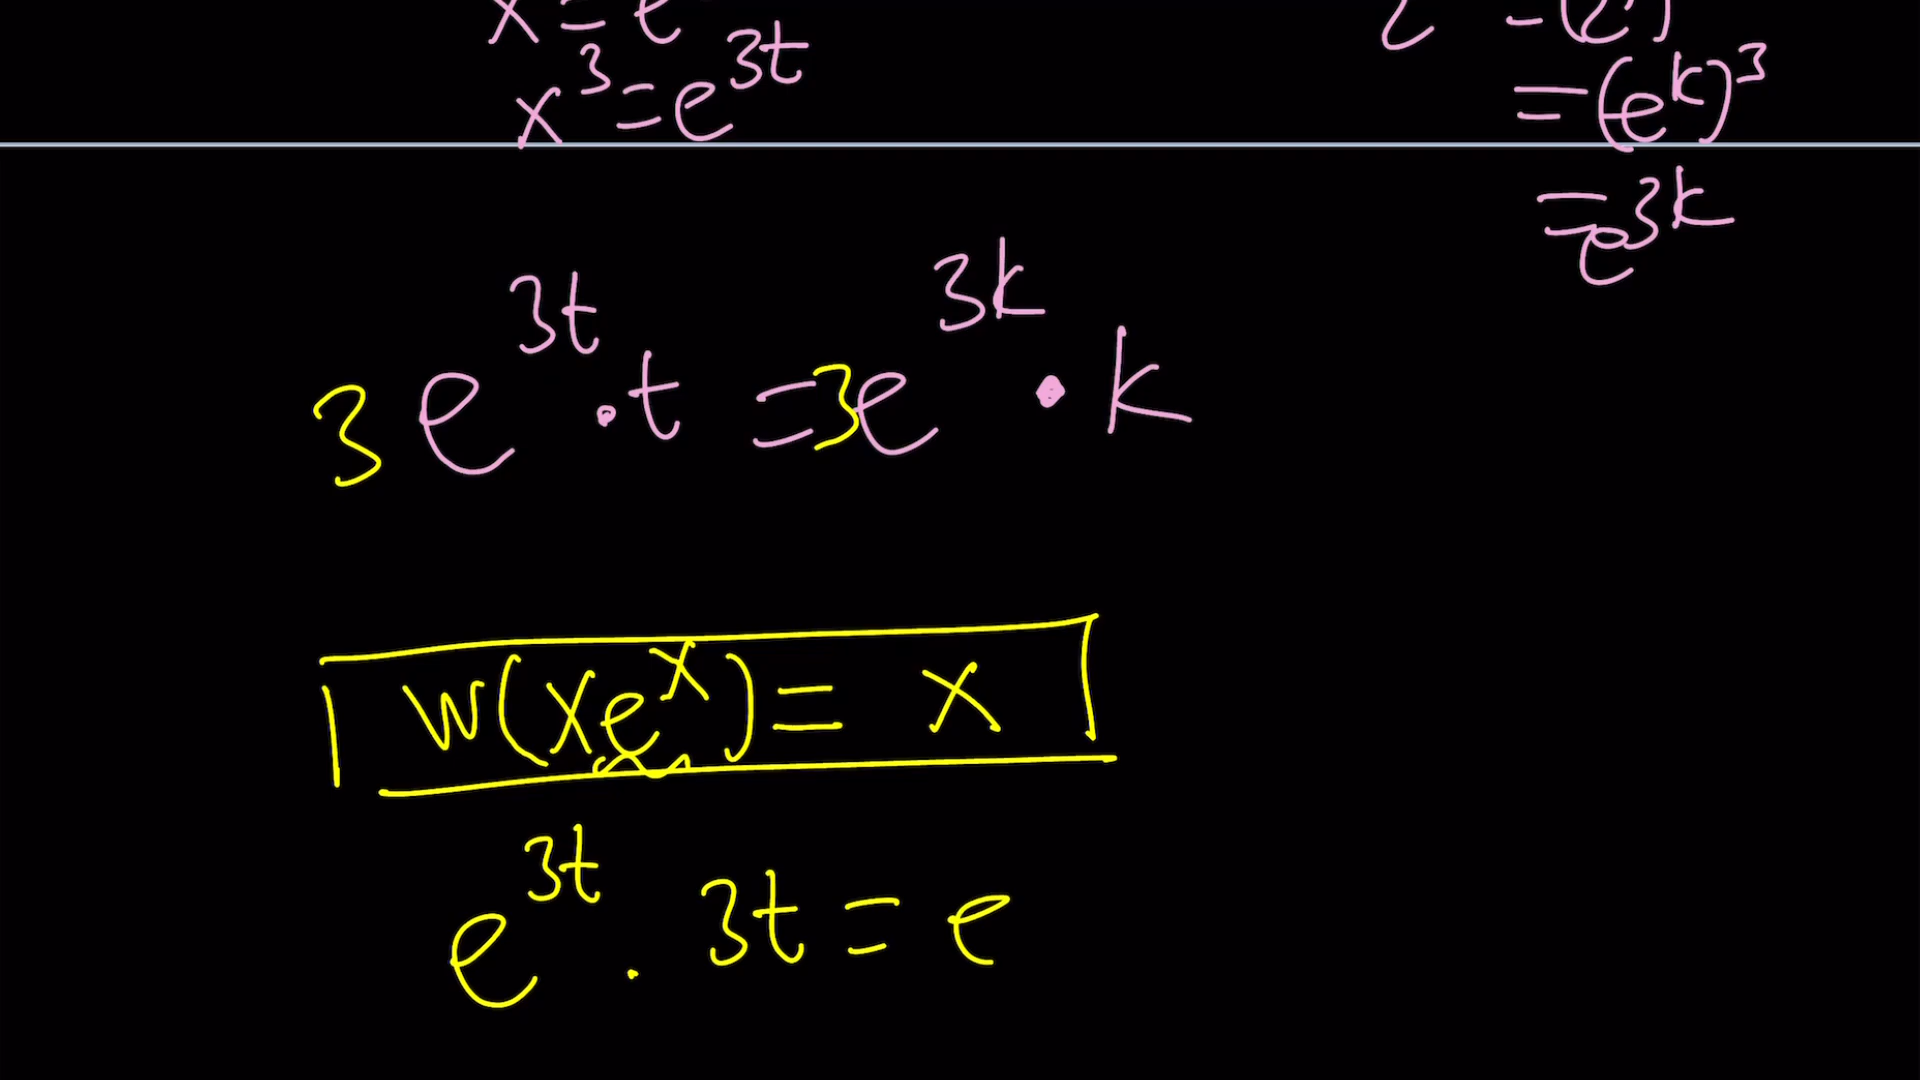 x = e
x³ = e³ᵗ
= (eᵏ)³
= e³ᵏ
3e³ᵗ · t = 3e³ᵏ · k
W(xeˣ) = x
e³ᵗ · 3t = e